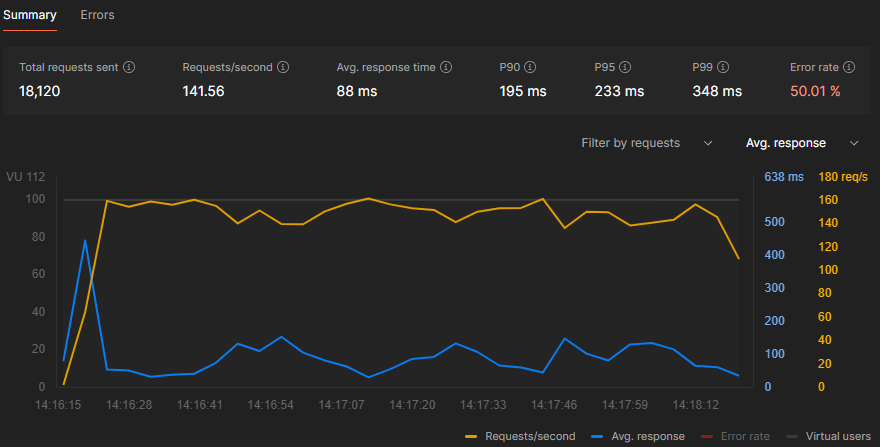 Summary Errors
Total requests sent Requests/second Avg. response time P90 P95 P99 Error rate
18,120 141.56 88 ms 195 ms 233 ms 348 ms 50.01 %
Filter by requests Avg. response
VU 112 638 ms 180 req/s
100 160
500 140
80
400 120
60 100
300
80
40
200 60
20 40
100
20
0 0 0
14:16:15 14:16:28 14:16:41 14:16:54 14:17:07 14:17:20 14:17:33 14:17:46 14:17:59 14:18:12
Requests/second Avg. response Error rate Virtual users